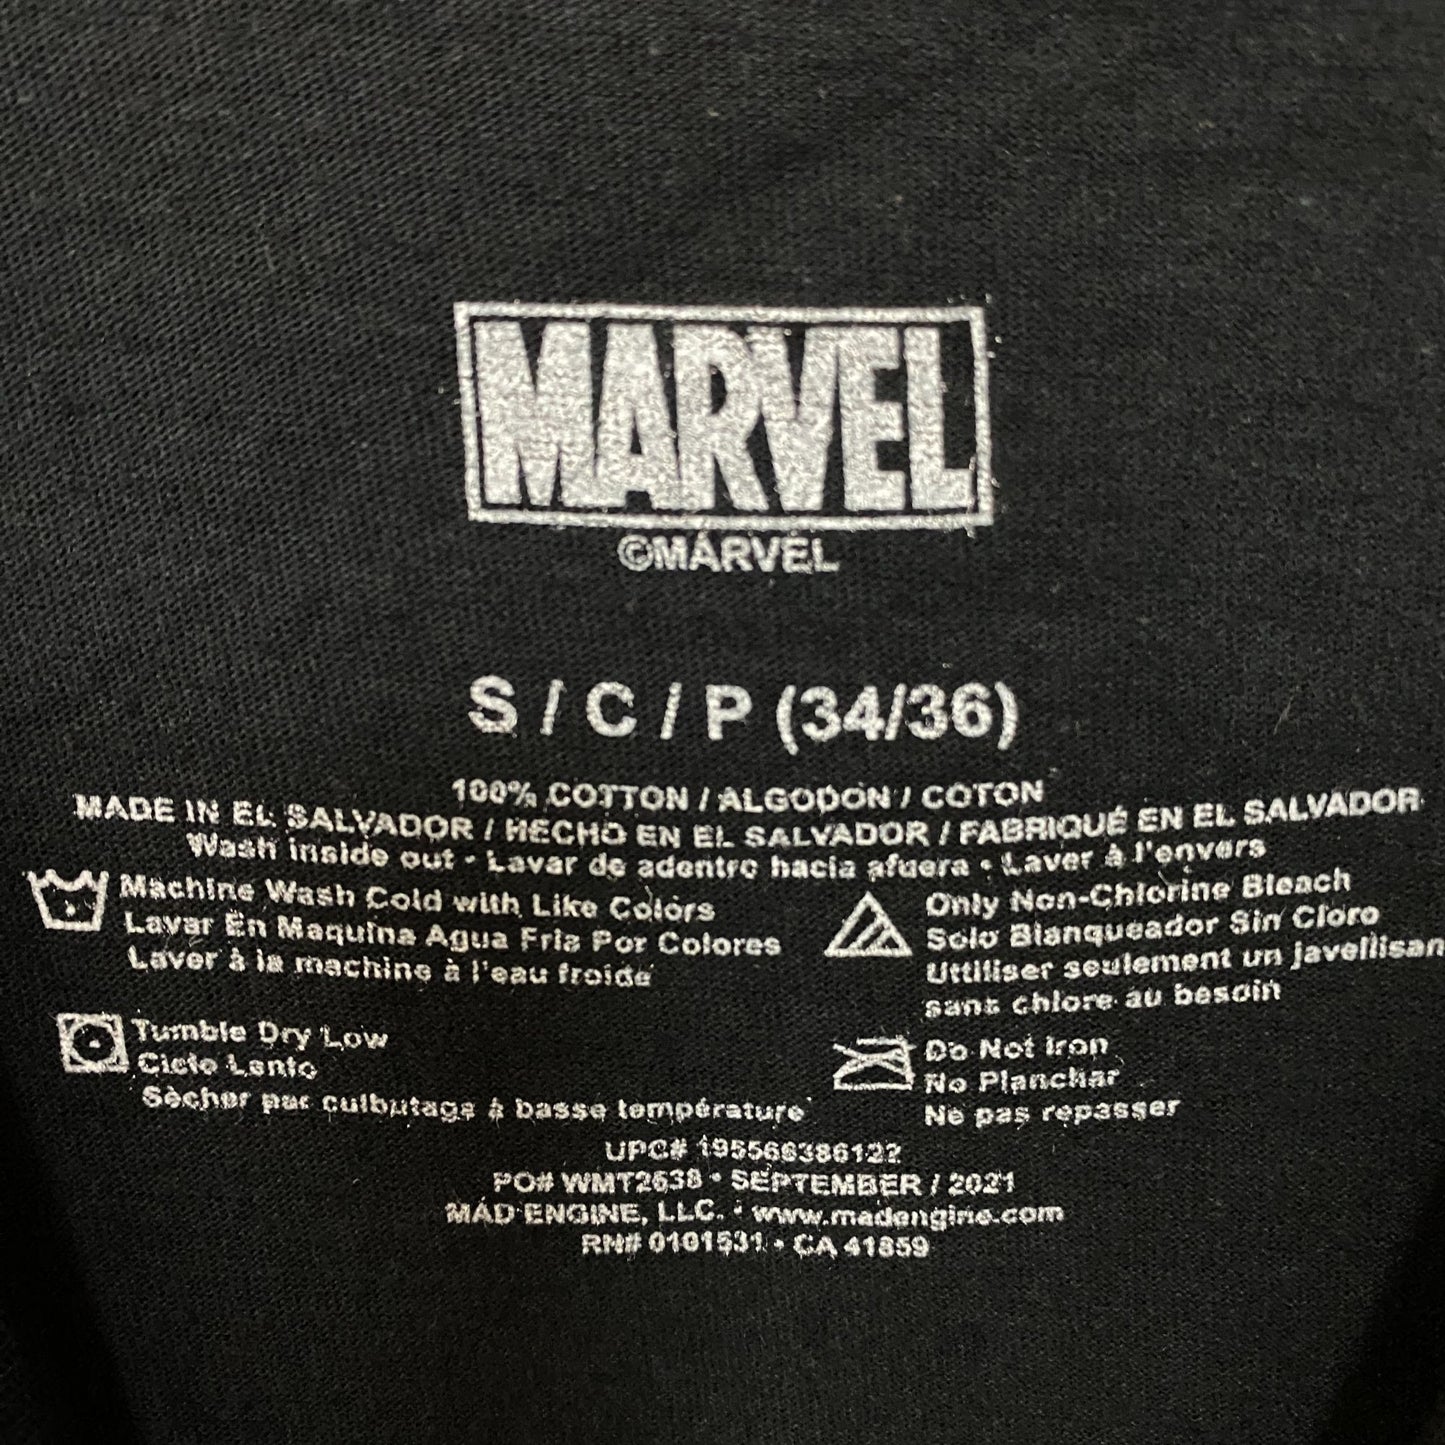 MARVEL
©MARVEL
S / C / P (34/36)
100% COTTON / ALGODON / COTON
MADE IN EL SALVADOR / HECHO EN EL SALVADOR / FABRIQUÉ EN EL SALVADOR
Wash inside out • Lavar de adentro hacia afuera • Laver à l'envers
Machine Wash Cold with Like Colors
Lavar En Maquina Agua Fria Por Colores
Laver à la machine à l'eau froide
Only Non-Chlorine Bleach
Solo Blanqueador Sin Cloro
Uttiliser seulement un javellisan
sans chlore au besoin
Tumble Dry Low
Ciclo Lento
Sècher par culbutage à basse température
Do Not Iron
No Planchar
Ne pas repasser
UPC# 195566386122
PO# WMT2638 • SEPTEMBER / 2021
MAD ENGINE, LLC. • www.madengine.com
RN# 0101531 • CA 41859